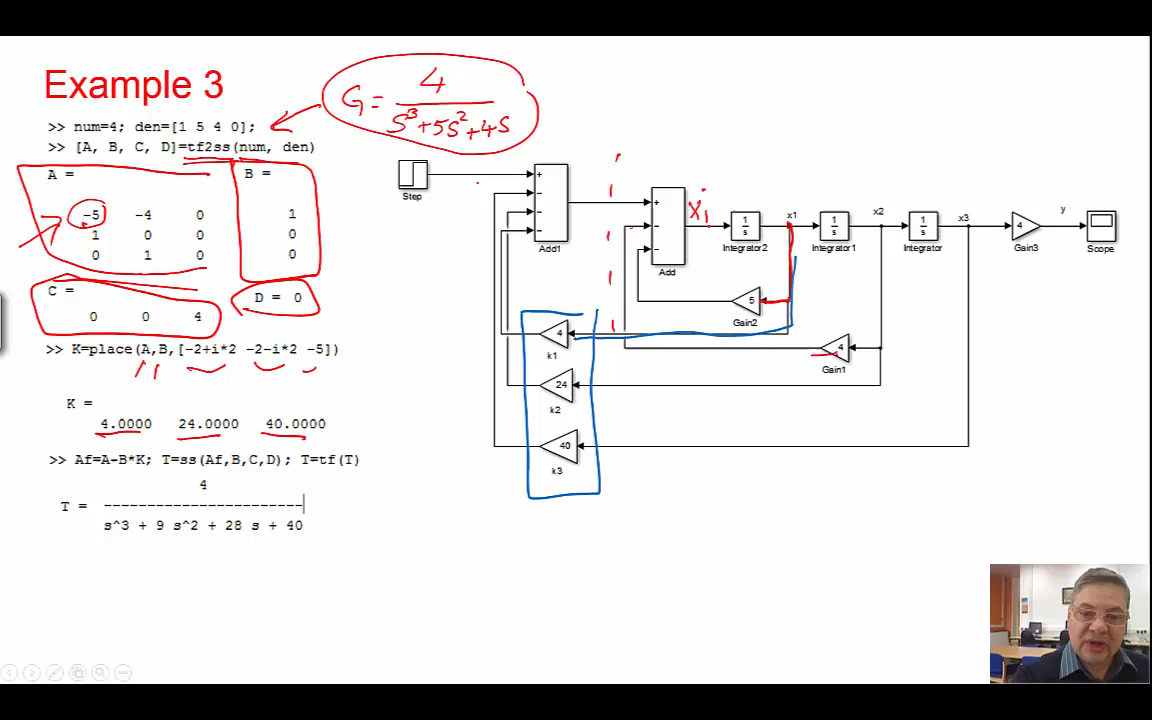 Example 3
G = 4
s^3+5s^2+4s
>> num=4; den=[1 5 4 0];
>> [A, B, C, D]=tf2ss(num, den)
A =
-5 -4 0
1 0 0
0 1 0
B =
1
0
0
C =
0 0 4
D = 0
>> K=place(A,B,[-2+i*2 -2-i*2 -5])
K =
4.0000 24.0000 40.0000
>> Af=A-B*K; T=ss(Af,B,C,D); T=tf(T)
4
T = -----------------------
s^3 + 9 s^2 + 28 s + 40
Step
+
-
-
-
Add1
+
-
-
Add
ẋ1
1
s
Integrator2
x1
1
s
Integrator1
x2
1
s
Integrator
x3
4
Gain3
y
Scope
5
Gain2
4
Gain1
4
k1
24
k2
40
k3